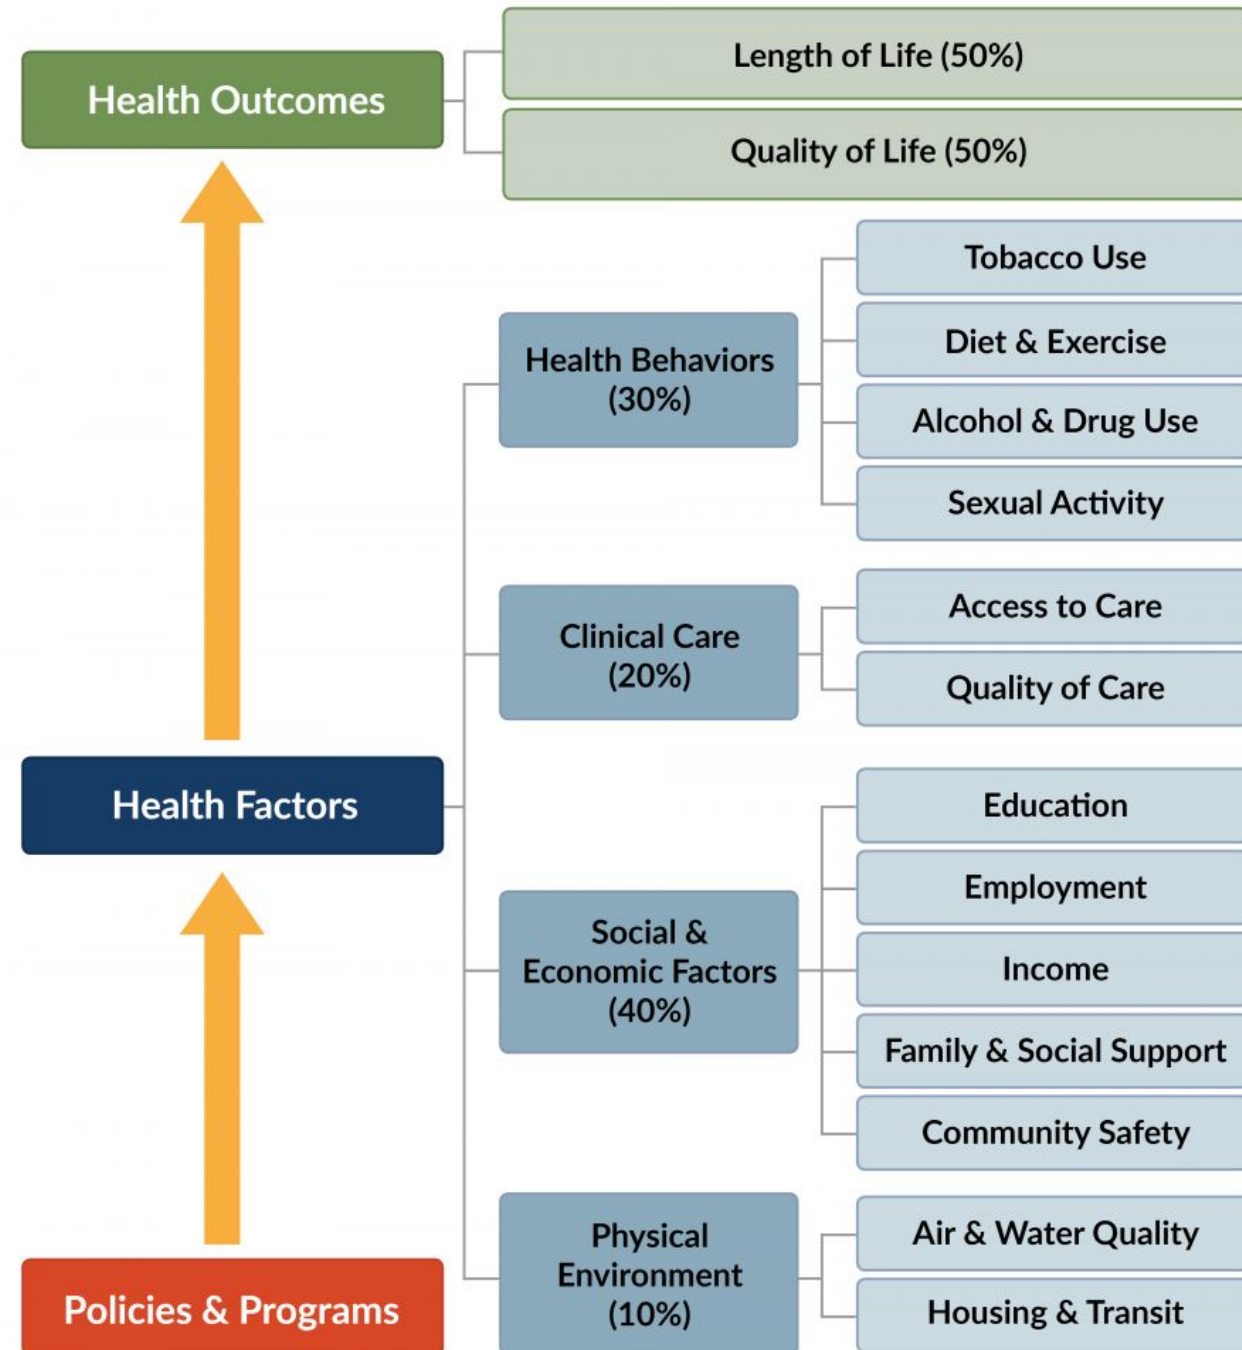 Health Outcomes
Length of Life (50%)
Quality of Life (50%)
Health Factors
Health Behaviors
(30%)
Tobacco Use
Diet & Exercise
Alcohol & Drug Use
Sexual Activity
Clinical Care
(20%)
Access to Care
Quality of Care
Social &
Economic Factors
(40%)
Education
Employment
Income
Family & Social Support
Community Safety
Physical
Environment
(10%)
Air & Water Quality
Housing & Transit
Policies & Programs